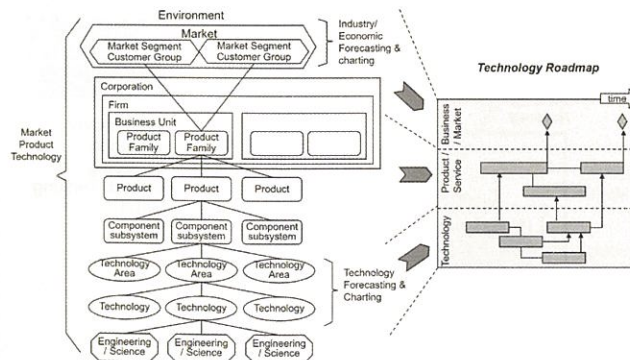 Environment
Market
Market Segment
Customer Group
Market Segment
Customer Group
Industry/
Economic
Forecasting &
charting
Corporation
Firm
Business Unit
Product
Family
Product
Family
Market
Product
Technology
Product
Product
Product
Component
subsystem
Component
subsystem
Component
subsystem
Technology
Area
Technology
Area
Technology
Area
Technology
Forecasting &
Charting
Technology
Technology
Technology
Engineering
/ Science
Engineering
/ Science
Engineering
/ Science
Technology Roadmap
time
Business
/ Market
Product /
Service
Technology